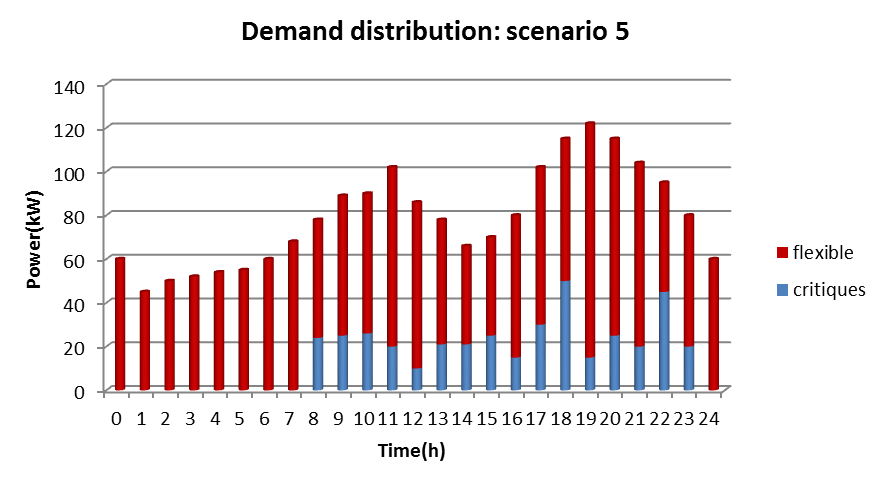 Demand distribution: scenario 5
140
120
100
80
60
40
20
0
Power(kW)
0 1 2 3 4 5 6 7 8 9 10 11 12 13 14 15 16 17 18 19 20 21 22 23 24
Time(h)
flexible
critiques